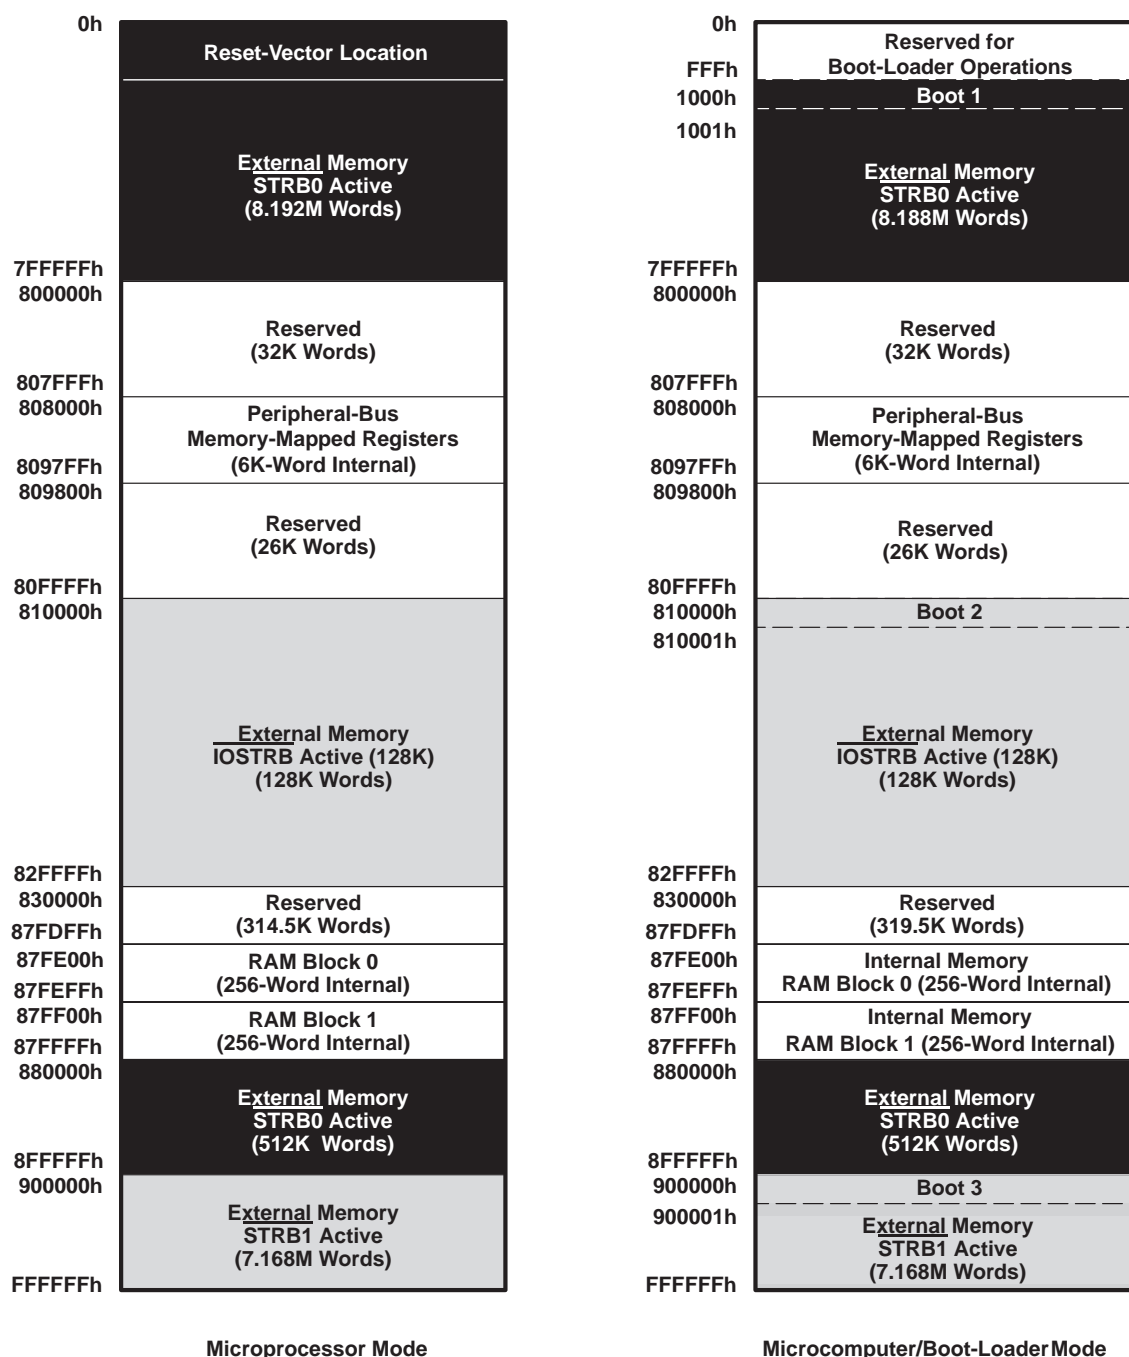 0h
Reset-Vector Location
External Memory
STRB0 Active
(8.192M Words)
7FFFFFh
800000h
Reserved
(32K Words)
807FFFh
808000h
Peripheral-Bus
Memory-Mapped Registers
(6K-Word Internal)
8097FFh
809800h
Reserved
(26K Words)
80FFFFh
810000h
External Memory
IOSTRB Active (128K)
(128K Words)
82FFFFh
830000h
Reserved
(314.5K Words)
87FDFFh
87FE00h
RAM Block 0
(256-Word Internal)
87FEFFh
87FF00h
RAM Block 1
(256-Word Internal)
87FFFFh
880000h
External Memory
STRB0 Active
(512K Words)
8FFFFFh
900000h
External Memory
STRB1 Active
(7.168M Words)
FFFFFFh
Microprocessor Mode
0h
Reserved for
Boot-Loader Operations
FFFh
1000h
Boot 1
1001h
External Memory
STRB0 Active
(8.188M Words)
7FFFFFh
800000h
Reserved
(32K Words)
807FFFh
808000h
Peripheral-Bus
Memory-Mapped Registers
(6K-Word Internal)
8097FFh
809800h
Reserved
(26K Words)
80FFFFh
810000h
Boot 2
810001h
External Memory
IOSTRB Active (128K)
(128K Words)
82FFFFh
830000h
Reserved
(319.5K Words)
87FDFFh
87FE00h
Internal Memory
RAM Block 0 (256-Word Internal)
87FEFFh
87FF00h
Internal Memory
RAM Block 1 (256-Word Internal)
87FFFFh
880000h
External Memory
STRB0 Active
(512K Words)
8FFFFFh
900000h
Boot 3
900001h
External Memory
STRB1 Active
(7.168M Words)
FFFFFFh
Microcomputer/Boot-Loader Mode